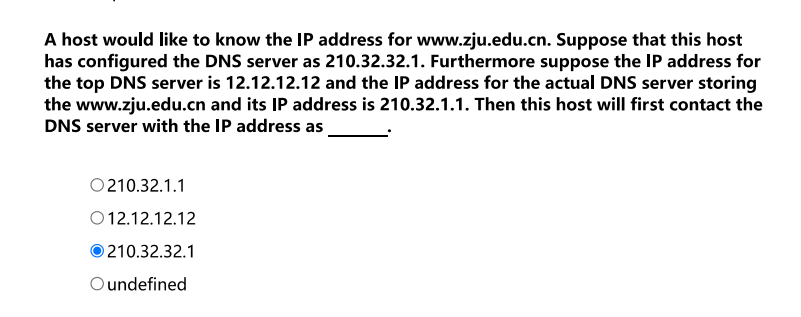 A host would like to know the IP address for www.zju.edu.cn. Suppose that this host
has configured the DNS server as 210.32.32.1. Furthermore suppose the IP address for
the top DNS server is 12.12.12.12 and the IP address for the actual DNS server storing
the www.zju.edu.cn and its IP address is 210.32.1.1. Then this host will first contact the
DNS server with the IP address as ______.
210.32.1.1
12.12.12.12
210.32.32.1
undefined